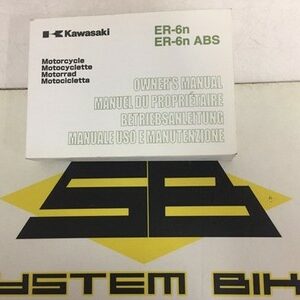 Kawasaki
ER-6n
ER-6n ABS
Motorcycle
Motocyclette
Motorrad
Motocicletta
OWNER'S MANUAL
MANUEL DU PROPRIÉTAIRE
BETRIEBSANLEITUNG
MANUALE USO E MANUTENZIONE
SB
YSTEM BIK